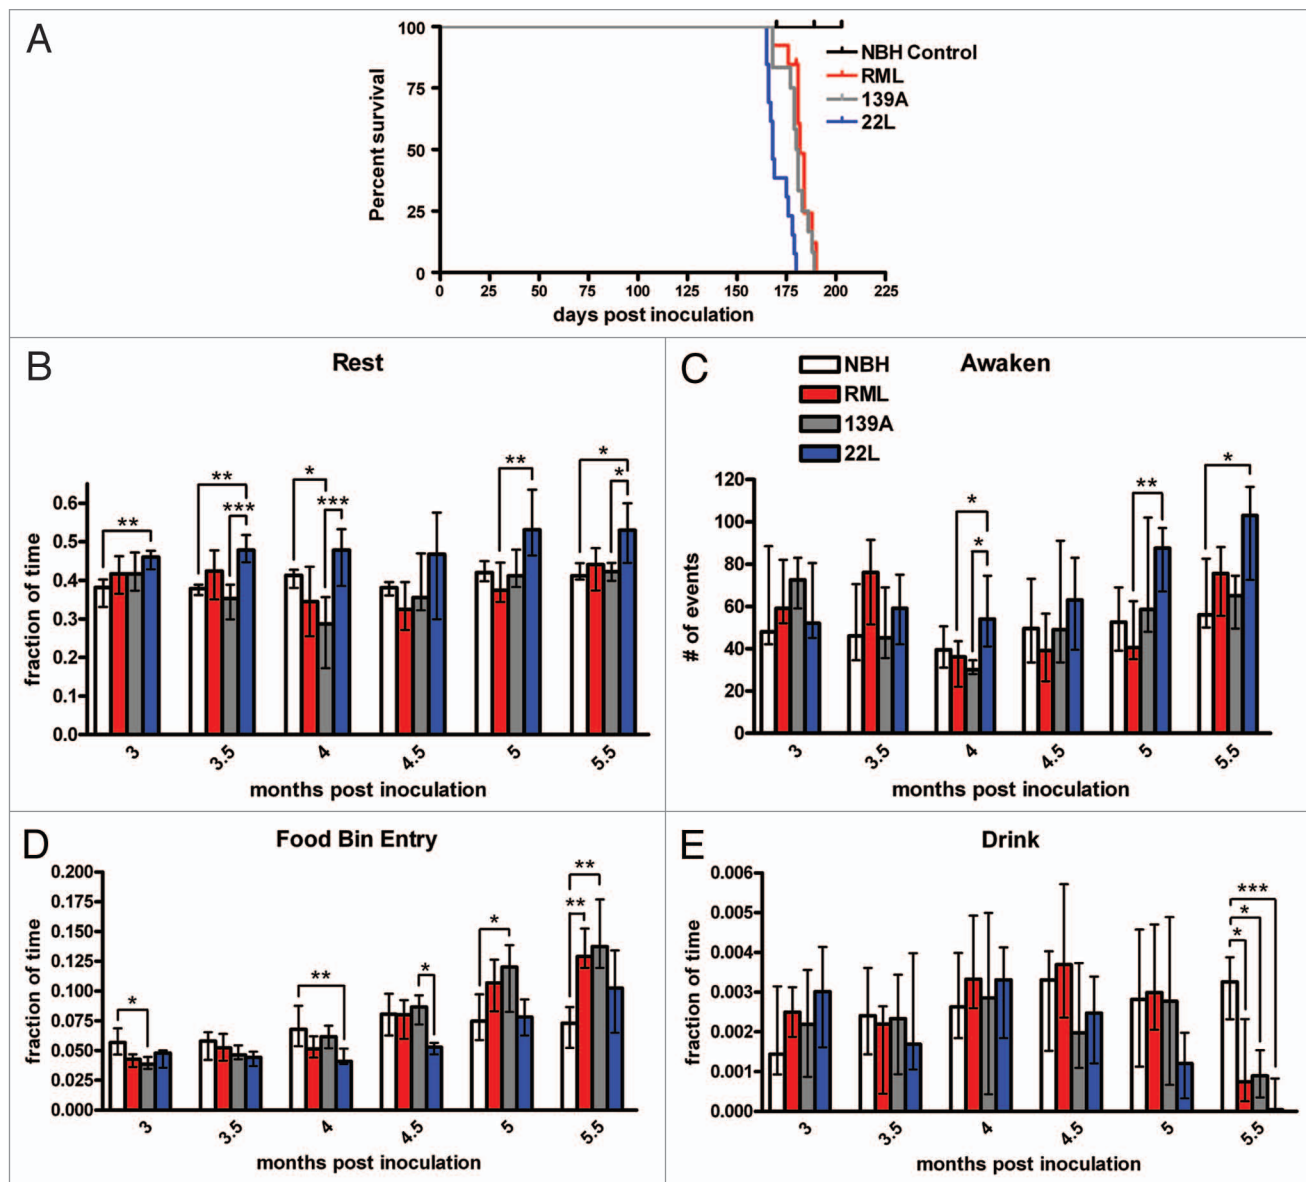 A
Percent survival
100
75
50
25
0
0 25 50 75 100 125 150 175 200 225
days post inoculation
NBH Control
RML
139A
22L
B
Rest
fraction of time
0.6
0.5
0.4
0.3
0.2
0.1
0.0
** ** *** * *** ** * *
3 3.5 4 4.5 5 5.5
months post inoculation
C
NBH
RML
139A
22L
Awaken
# of events
120
100
80
60
40
20
0
* * ** *
3 3.5 4 4.5 5 5.5
months post inoculation
D
Food Bin Entry
fraction of time
0.200
0.175
0.150
0.125
0.100
0.075
0.050
0.025
0.000
* ** * * ** **
3 3.5 4 4.5 5 5.5
months post inoculation
E
Drink
fraction of time
0.006
0.005
0.004
0.003
0.002
0.001
0.000
***
*
*
3 3.5 4 4.5 5 5.5
months post inoculation